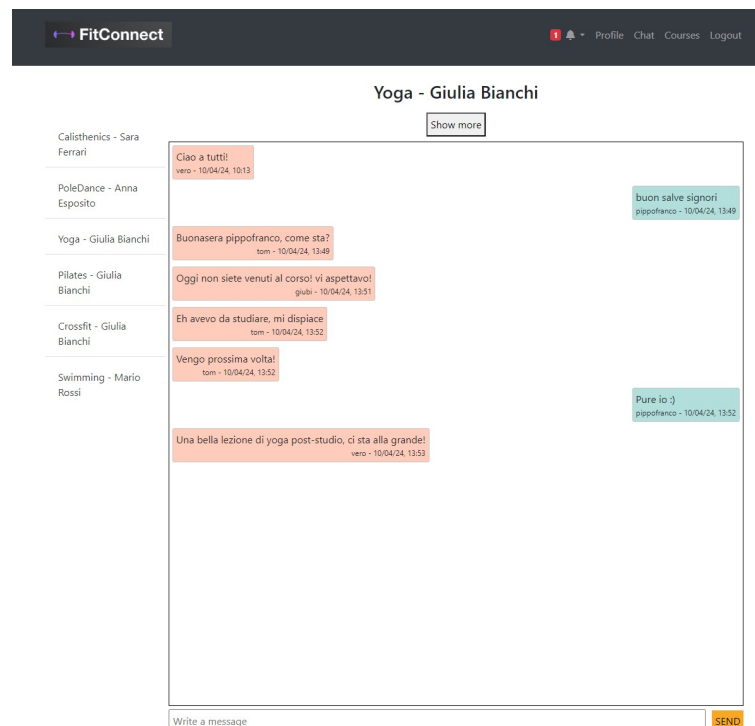 FitConnect
1
Profile Chat Courses Logout
Yoga - Giulia Bianchi
Show more
Calisthenics - Sara
Ferrari
PoleDance - Anna
Esposito
Yoga - Giulia Bianchi
Pilates - Giulia
Bianchi
Crossfit - Giulia
Bianchi
Swimming - Mario
Rossi
Ciao a tutti!
vero - 10/04/24, 10:13
buon salve signori
pippofranco - 10/04/24, 13:49
Buonasera pippofranco, come sta?
tom - 10/04/24, 13:49
Oggi non siete venuti al corso! vi aspettavo!
giubi - 10/04/24, 13:51
Eh avevo da studiare, mi dispiace
tom - 10/04/24, 13:52
Vengo prossima volta!
tom - 10/04/24, 13:52
Pure io :)
pippofranco - 10/04/24, 13:52
Una bella lezione di yoga post-studio, ci sta alla grande!
vero - 10/04/24, 13:53
Write a message
SEND